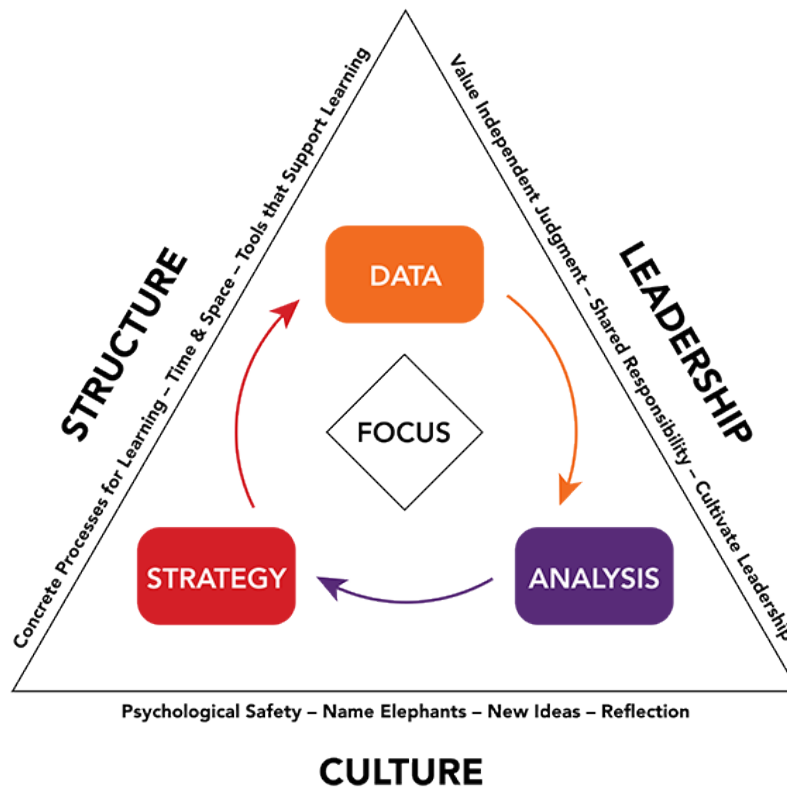 STRUCTURE
Concrete Processes for Learning – Time & Space – Tools that Support Learning
Value Independent Judgment – Shared Responsibility – Cultivate Leadership
LEADERSHIP
DATA
FOCUS
STRATEGY
ANALYSIS
Psychological Safety – Name Elephants – New Ideas – Reflection
CULTURE